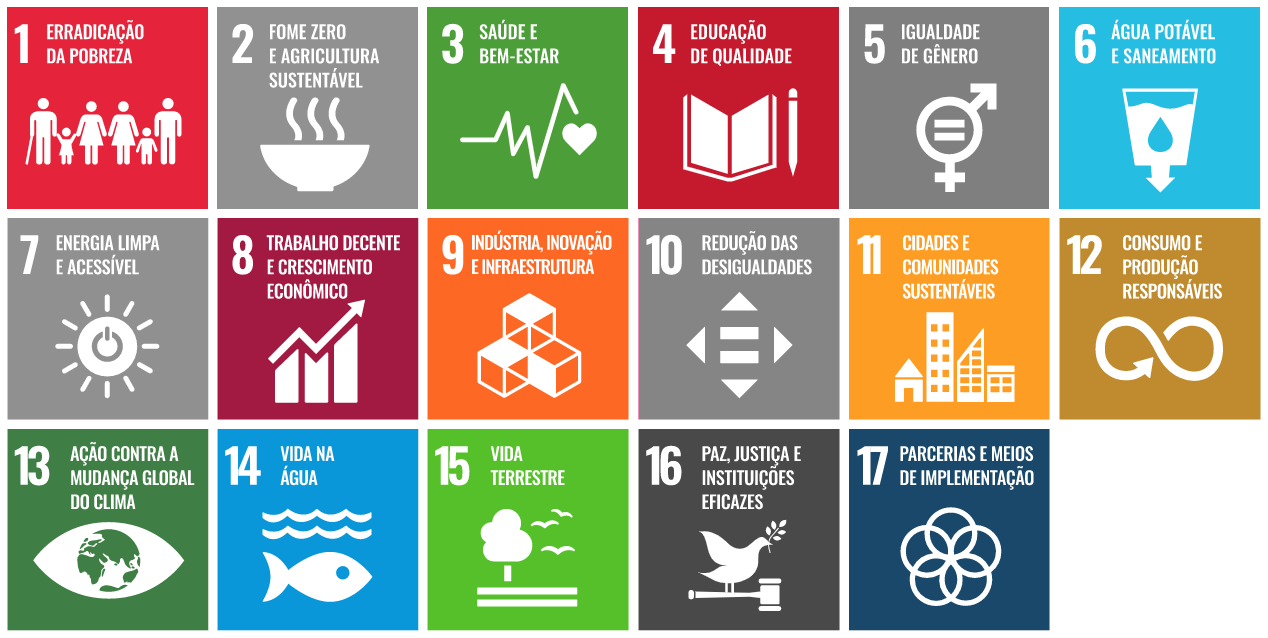 1 ERRADICAÇÃO
DA POBREZA
2 FOME ZERO
E AGRICULTURA
SUSTENTÁVEL
3 SAÚDE E
BEM-ESTAR
4 EDUCAÇÃO
DE QUALIDADE
5 IGUALDADE
DE GÊNERO
6 ÁGUA POTÁVEL
E SANEAMENTO
7 ENERGIA LIMPA
E ACESSÍVEL
8 TRABALHO DECENTE
E CRESCIMENTO
ECONÔMICO
9 INDÚSTRIA, INOVAÇÃO
E INFRAESTRUTURA
10 REDUÇÃO DAS
DESIGUALDADES
11 CIDADES E
COMUNIDADES
SUSTENTÁVEIS
12 CONSUMO E
PRODUÇÃO
RESPONSÁVEIS
13 AÇÃO CONTRA A
MUDANÇA GLOBAL
DO CLIMA
14 VIDA NA
ÁGUA
15 VIDA
TERRESTRE
16 PAZ, JUSTIÇA E
INSTITUIÇÕES
EFICAZES
17 PARCERIAS E MEIOS
DE IMPLEMENTAÇÃO